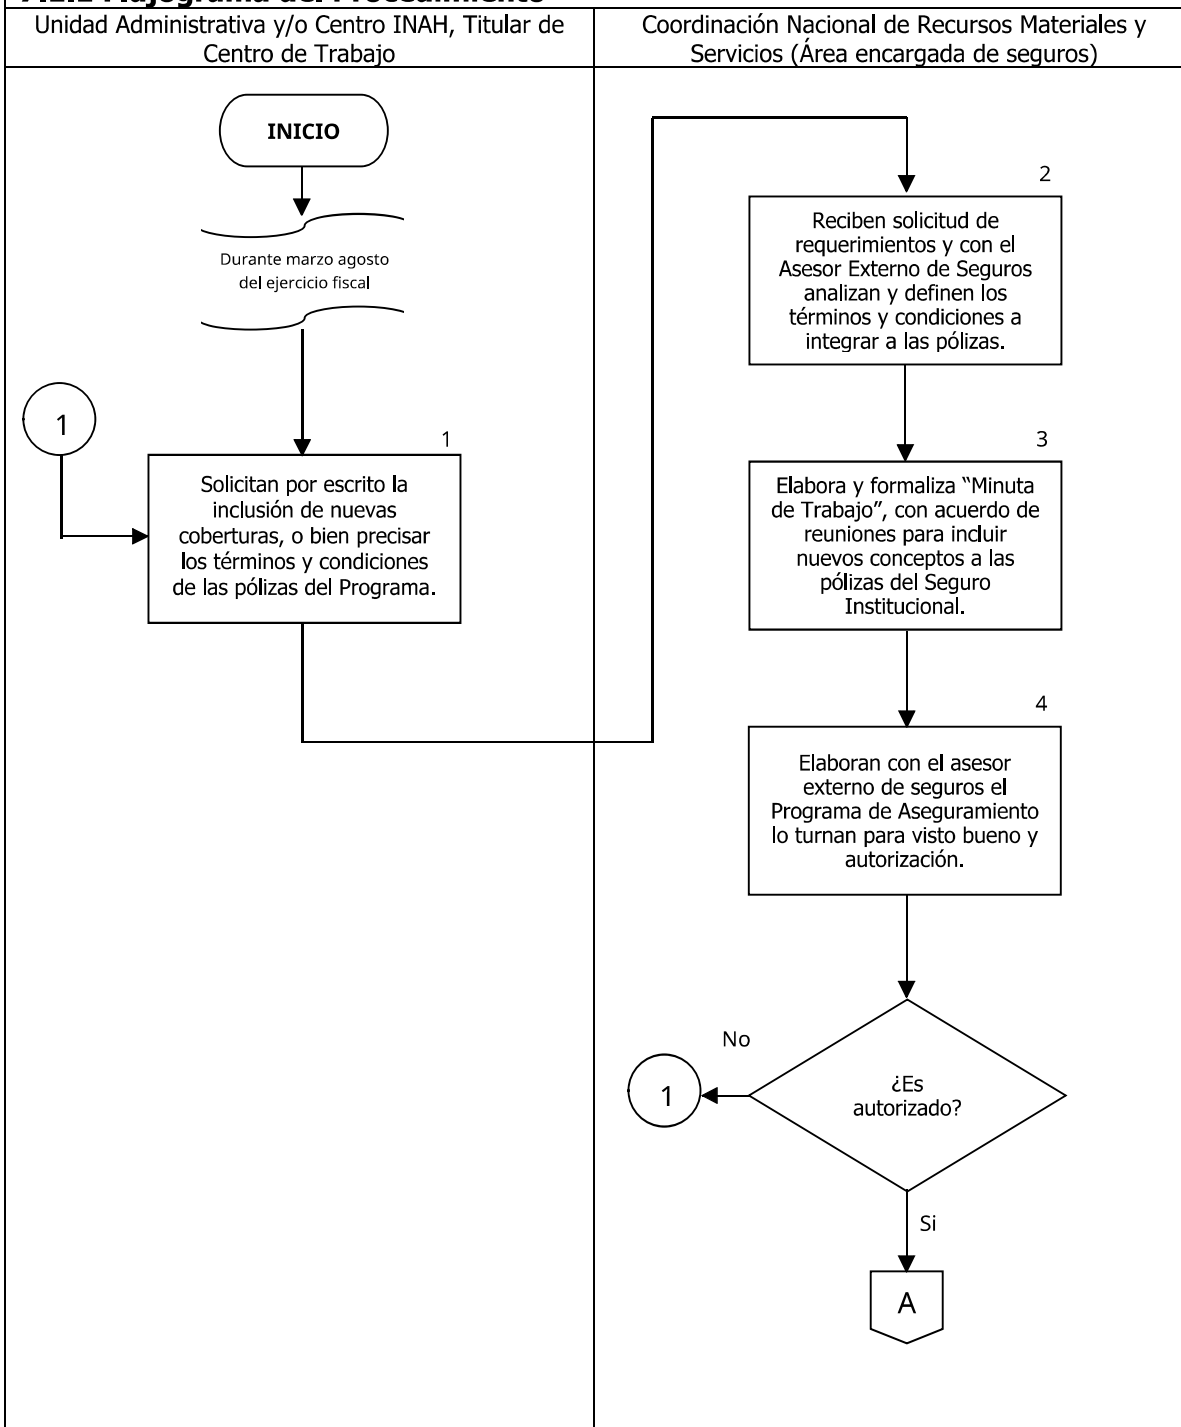 Unidad Administrativa y/o Centro INAH, Titular de
Centro de Trabajo
Coordinación Nacional de Recursos Materiales y
Servicios (Área encargada de seguros)
INICIO
Durante marzo agosto
del ejercicio fiscal
1
1
Solicitan por escrito la
inclusión de nuevas
coberturas, o bien precisar
los términos y condiciones
de las pólizas del Programa.
2
Reciben solicitud de
requerimientos y con el
Asesor Externo de Seguros
analizan y definen los
términos y condiciones a
integrar a las pólizas.
3
Elabora y formaliza “Minuta
de Trabajo”, con acuerdo de
reuniones para incluir
nuevos conceptos a las
pólizas del Seguro
Institucional.
4
Elaboran con el asesor
externo de seguros el
Programa de Aseguramiento
lo turnan para visto bueno y
autorización.
No
1
¿Es
autorizado?
Si
A